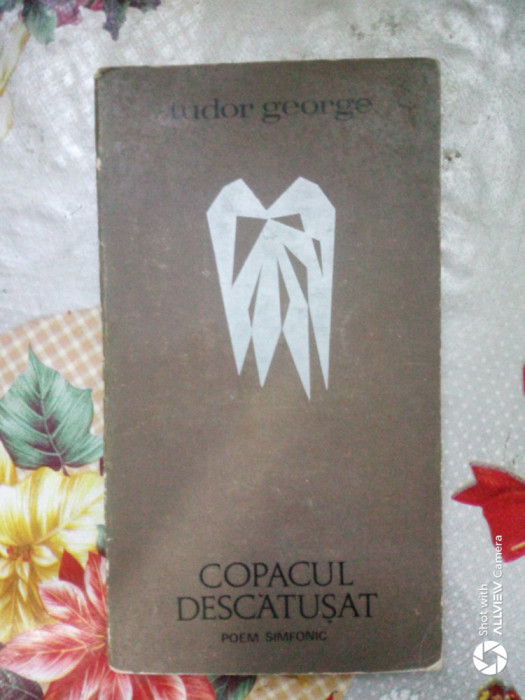 tudor george
COPACUL
DESCĂTUȘAT
POEM SIMFONIC
Shot with
ALLVIEW Camera